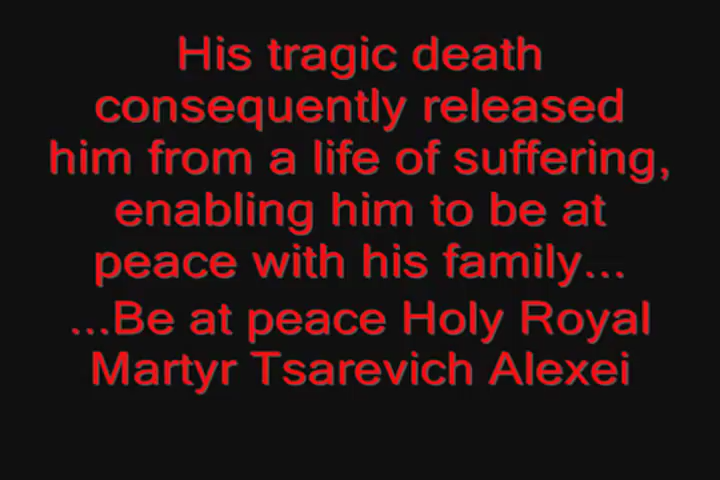 His tragic death
consequently released
him from a life of suffering,
enabling him to be at
peace with his family...
...Be at peace Holy Royal
Martyr Tsarevich Alexei